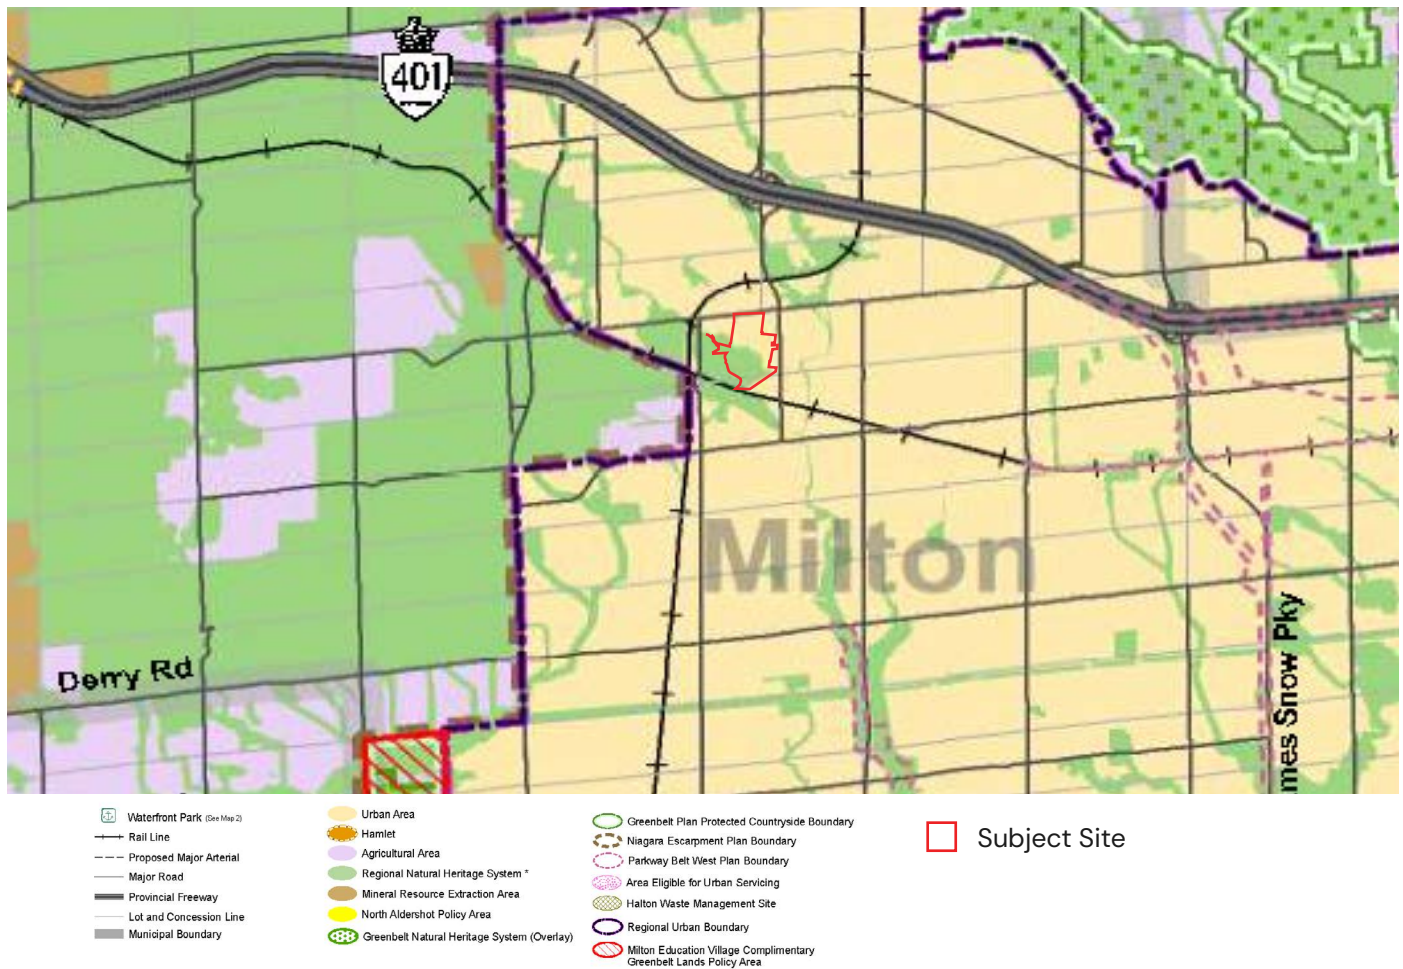 401
Milton
Derry Rd
mes Snow Pky
Waterfront Park (See Map 2)
Rail Line
Proposed Major Arterial
Major Road
Provincial Freeway
Lot and Concession Line
Municipal Boundary
Urban Area
Hamlet
Agricultural Area
Regional Natural Heritage System *
Mineral Resource Extraction Area
North Aldershot Policy Area
Greenbelt Natural Heritage System (Overlay)
Greenbelt Plan Protected Countryside Boundary
Niagara Escarpment Plan Boundary
Parkway Belt West Plan Boundary
Area Eligible for Urban Servicing
Halton Waste Management Site
Regional Urban Boundary
Milton Education Village Complimentary
Greenbelt Lands Policy Area
Subject Site